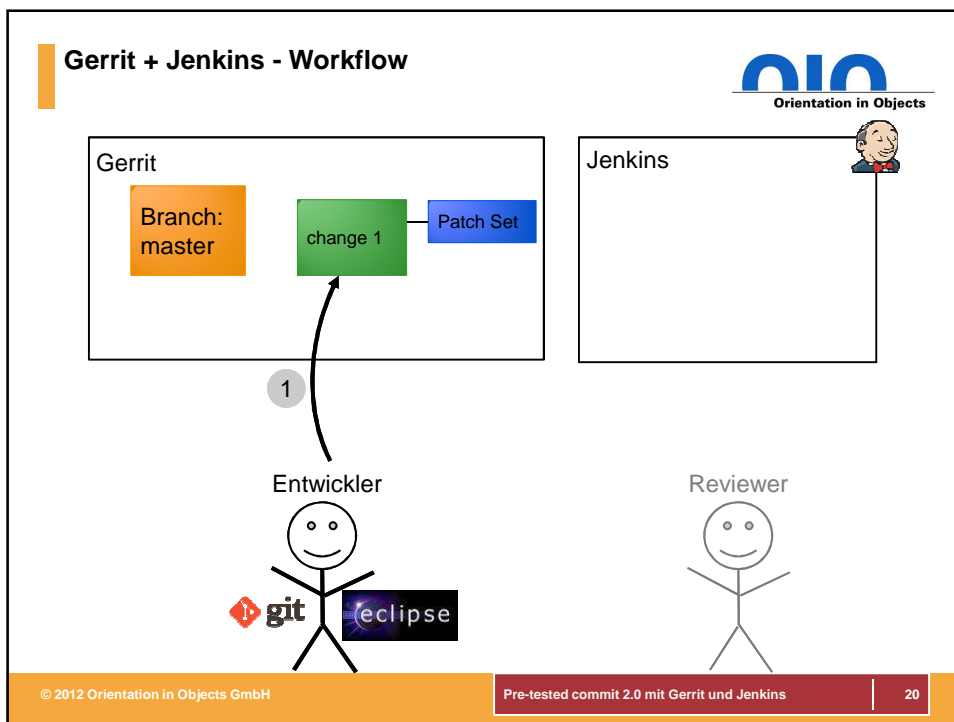 Gerrit + Jenkins - Workflow
Orientation in Objects
Gerrit
Jenkins
Branch:
master
change 1
Patch Set
1
Entwickler
Reviewer
git
eclipse
© 2012 Orientation in Objects GmbH
Pre-tested commit 2.0 mit Gerrit und Jenkins
20